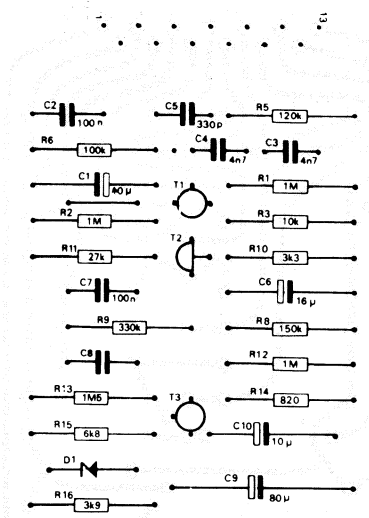 1 13
C2 100n
C5 330p
R5 120k
R6 100k
C4 4n7
C3 4n7
C1 40µ
T1
R1 1M
R2 1M
R3 10k
R11 27k
T2
R10 3k3
C7 100n
C6 16µ
R9 330k
R8 150k
C8
R12 1M
R13 1M6
T3
R14 820
R15 6k8
C10 10µ
D1
C9 80µ
R16 3k9